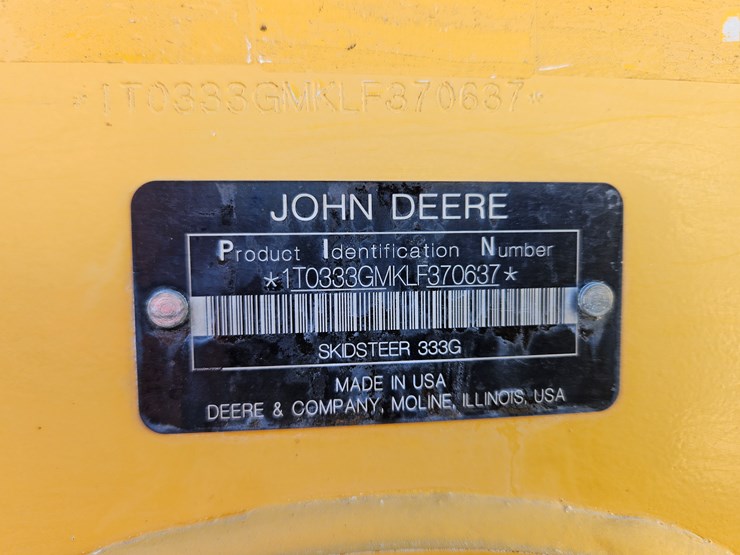 *1T0333GMKLF370637*
JOHN DEERE
Product Identification Number
*1T0333GMKLF370637*
SKIDSTEER 333G
MADE IN USA
DEERE & COMPANY, MOLINE, ILLINOIS, USA